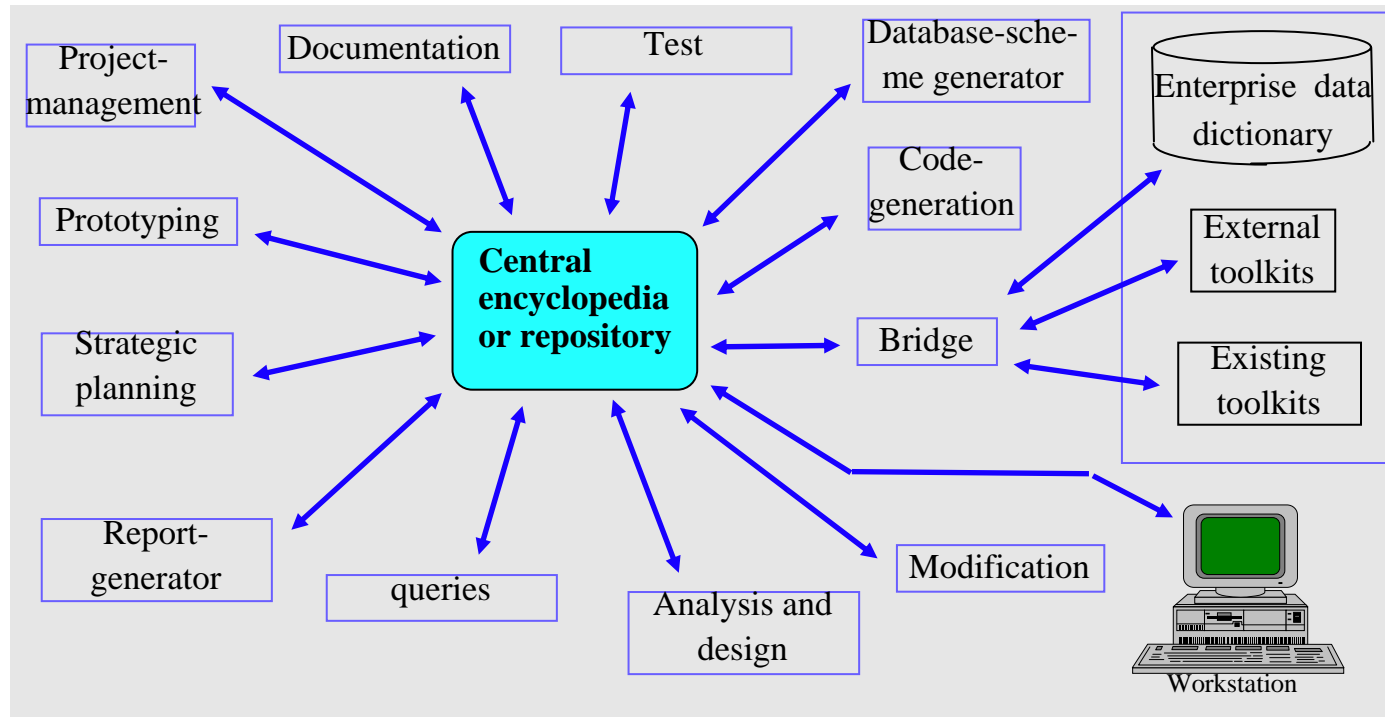 Project-
management
Documentation
Test
Database-sche-
me generator
Enterprise data
dictionary
Code-
generation
Prototyping
External
toolkits
Central
encyclopedia
or repository
Bridge
Strategic
planning
Existing
toolkits
Report-
generator
queries
Analysis and
design
Modification
Workstation